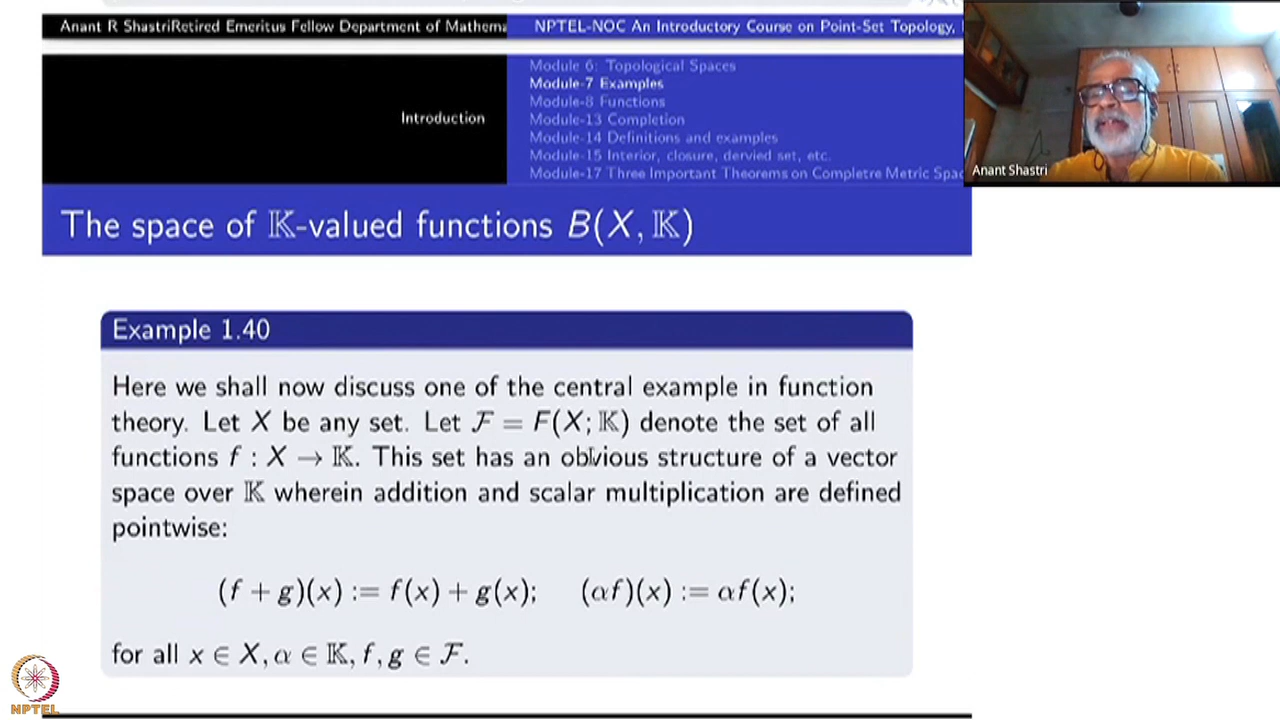 Anant R ShastriRetired Emeritus Fellow Department of Mathema
NPTEL-NOC An Introductory Course on Point-Set Topology,
Introduction
Module 6: Topological Spaces
Module-7 Examples
Module-8 Functions
Module-13 Completion
Module-14 Definitions and examples
Module-15 Interior, closure, dervied set, etc.
Module-17 Three Important Theorems on Completre Metric Spac
Anant Shastri
The space of 𝕂-valued functions B(X, 𝕂)
Example 1.40
Here we shall now discuss one of the central example in function
theory. Let X be any set. Let ℱ = F(X; 𝕂) denote the set of all
functions f : X → 𝕂. This set has an obvious structure of a vector
space over 𝕂 wherein addition and scalar multiplication are defined
pointwise:
(f + g)(x) := f(x) + g(x); (αf)(x) := αf(x);
for all x ∈ X, α ∈ 𝕂, f, g ∈ ℱ.
NPTEL